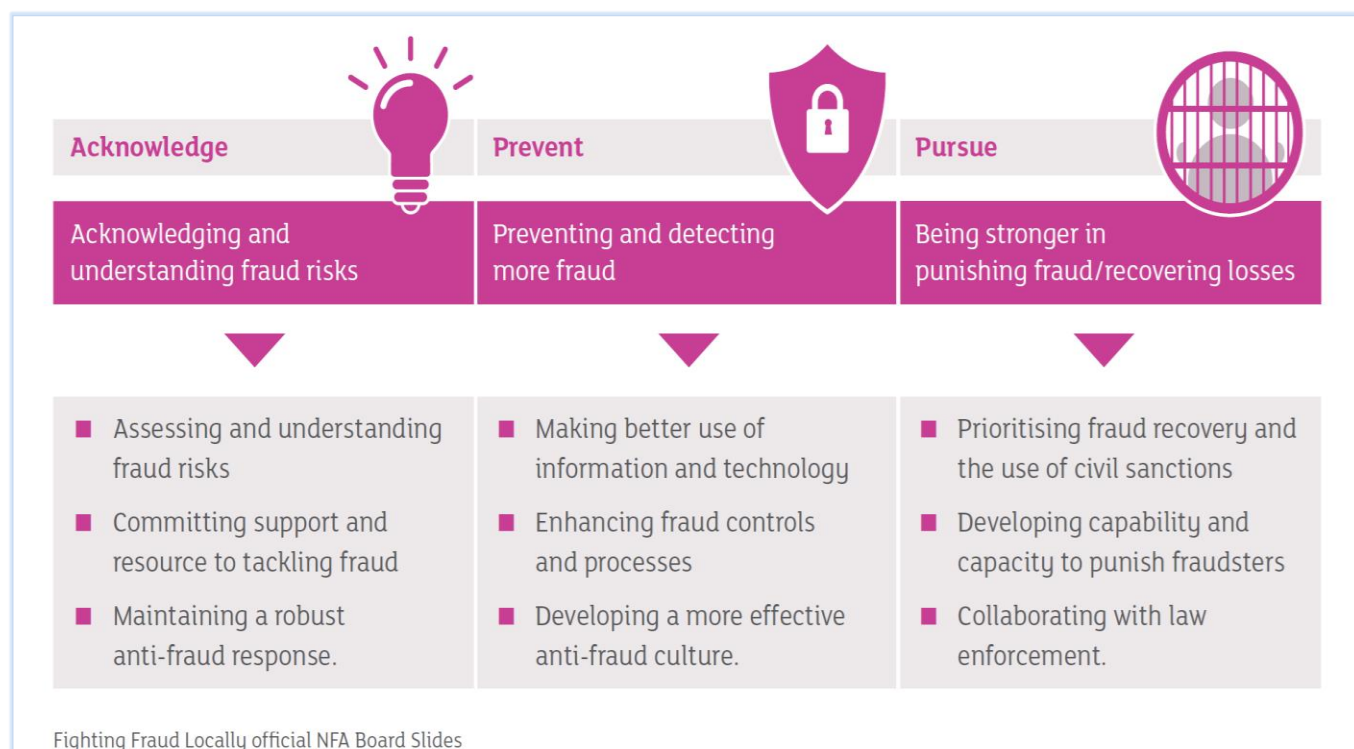 Acknowledge
Prevent
Pursue
Acknowledging and
understanding fraud risks
Preventing and detecting
more fraud
Being stronger in
punishing fraud/recovering losses
Assessing and understanding
fraud risks
Committing support and
resource to tackling fraud
Maintaining a robust
anti-fraud response.
Making better use of
information and technology
Enhancing fraud controls
and processes
Developing a more effective
anti-fraud culture.
Prioritising fraud recovery and
the use of civil sanctions
Developing capability and
capacity to punish fraudsters
Collaborating with law
enforcement.
Fighting Fraud Locally official NFA Board Slides